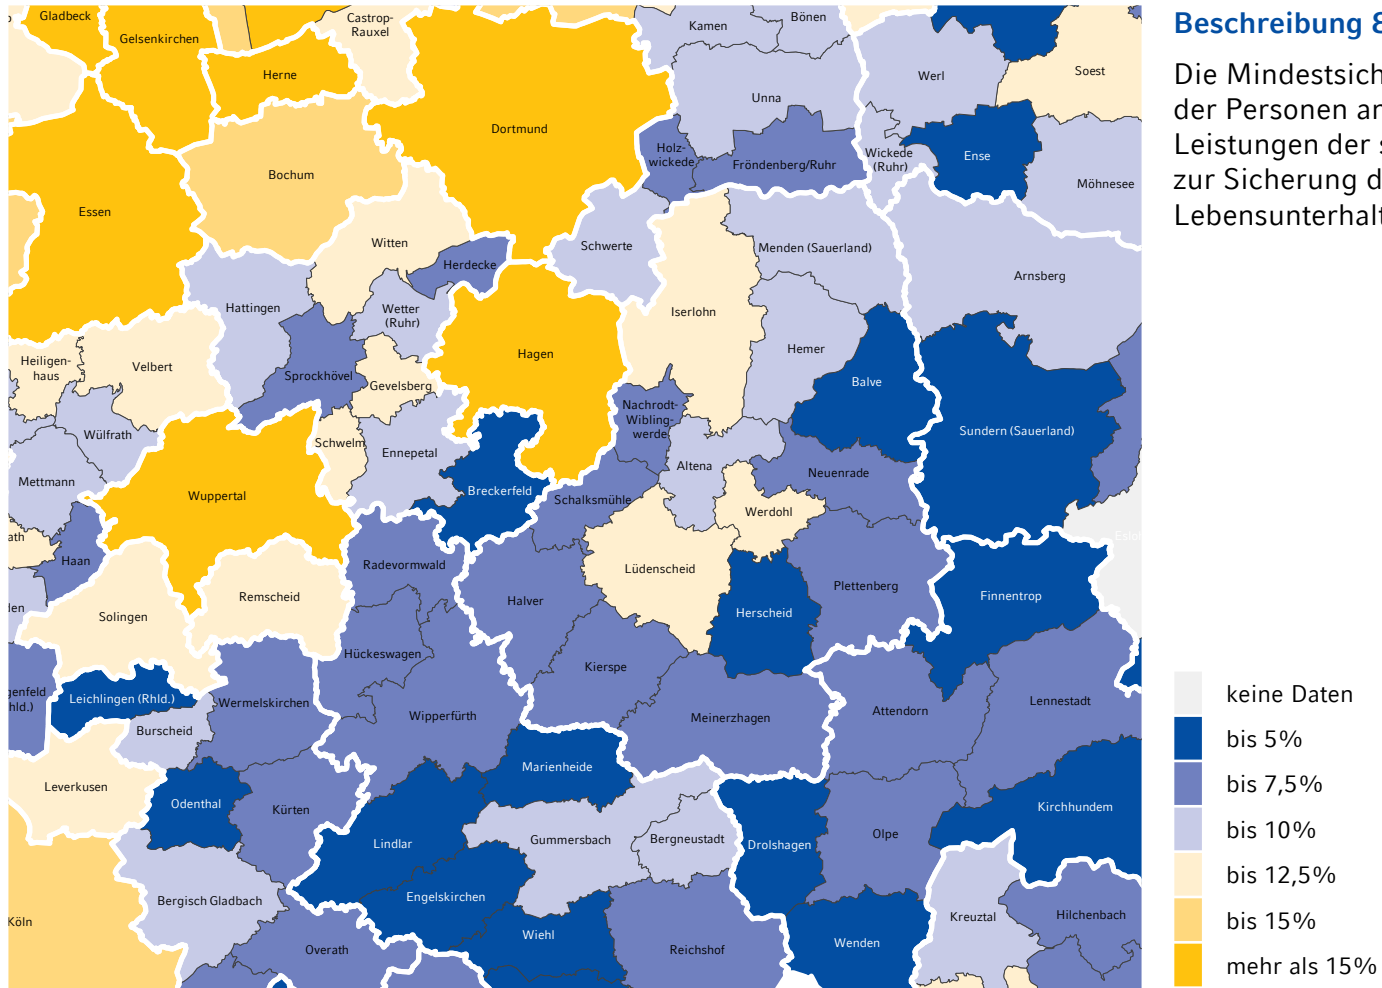 Gladbeck
Gelsenkirchen
Castrop-
Rauxel
Kamen
Bönen
Herne
Werl
Soest
Unna
Dortmund
Bochum
Holz-
wickede
Fröndenberg/Ruhr
Wickede
(Ruhr)
Ense
Möhnesee
Essen
Witten
Herdecke
Schwerte
Menden (Sauerland)
Arnsberg
Hattingen
Wetter
(Ruhr)
Iserlohn
Heiligen-
haus
Velbert
Sprockhövel
Gevelsberg
Hagen
Hemer
Balve
Nachrodt-
Wibling-
werde
Wülfrath
Schwelm
Ennepetal
Sundern (Sauerland)
Mettmann
Wuppertal
Breckerfeld
Schalksmühle
Altena
Neuenrade
Werdohl
ath
Haan
Radevormwald
Lüdenscheid
Plettenberg
Finnentrop
den
Solingen
Remscheid
Halver
Herscheid
Hückeswagen
Kierspe
genfeld
hld.)
Leichlingen (Rhld.)
Wermelskirchen
Burscheid
Wipperfürth
Meinerzhagen
Attendorn
Lennestadt
Leverkusen
Odenthal
Kürten
Marienheide
Lindlar
Gummersbach
Bergneustadt
Drolshagen
Olpe
Kirchhundem
Köln
Bergisch Gladbach
Engelskirchen
Wiehl
Overath
Reichshof
Wenden
Kreuztal
Hilchenbach
Beschreibung &
Die Mindestsich
der Personen an
Leistungen der s
zur Sicherung d
Lebensunterhalt
keine Daten
bis 5%
bis 7,5%
bis 10%
bis 12,5%
bis 15%
mehr als 15%